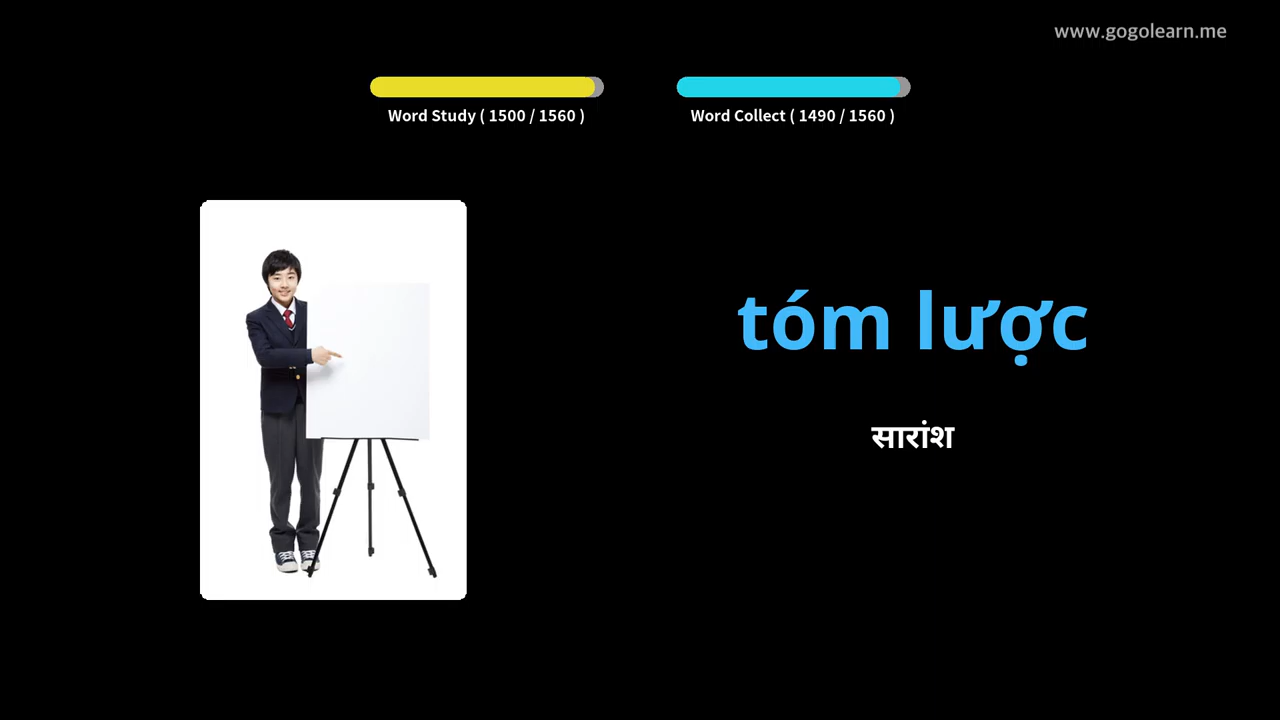 www.gogolearn.me
Word Study ( 1500 / 1560 )
Word Collect ( 1490 / 1560 )
tóm lược
सारांश